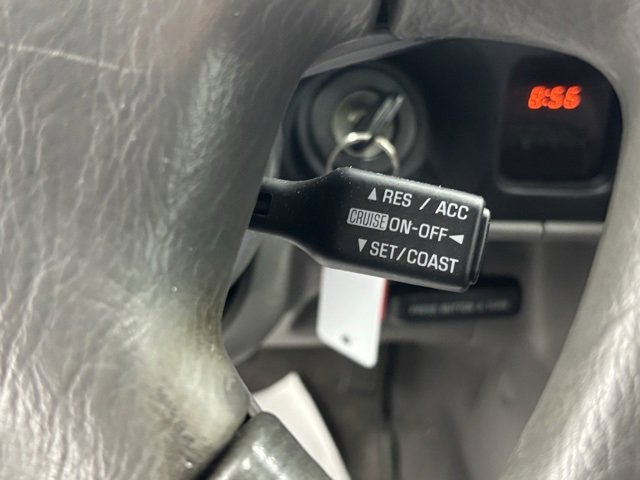 8:56
▲RES / ACC
CRUISE ON-OFF◄
▼SET/COAST